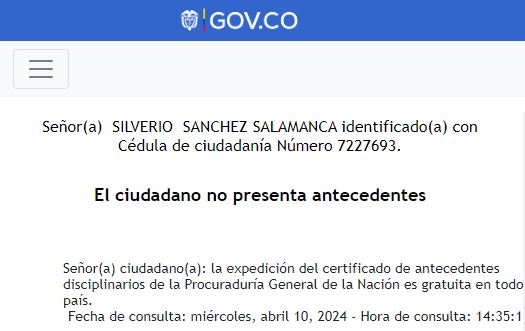 GOV.CO
Señor(a) SILVERIO SANCHEZ SALAMANCA identificado(a) con
Cédula de ciudadanía Número 7227693.
El ciudadano no presenta antecedentes
Señor(a) ciudadano(a): la expedición del certificado de antecedentes
disciplinarios de la Procuraduría General de la Nación es gratuita en todo
país.
Fecha de consulta: miércoles, abril 10, 2024 - Hora de consulta: 14:35:1